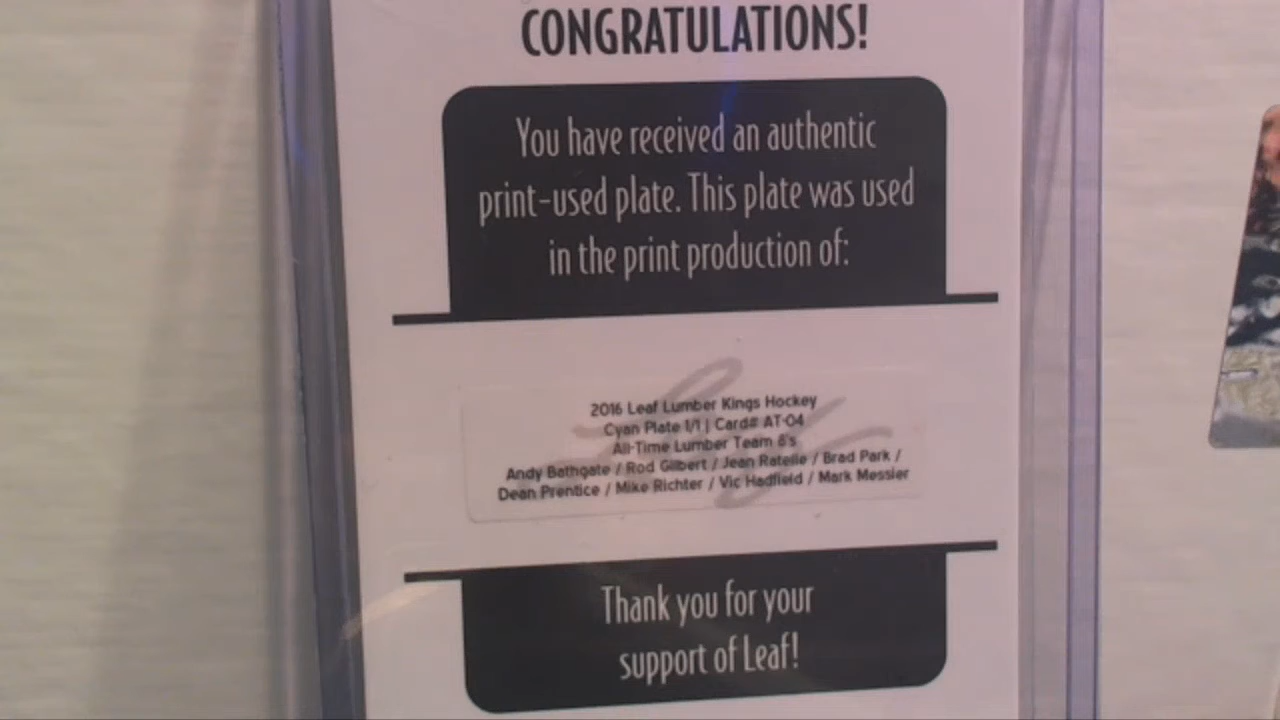 CONGRATULATIONS!
You have received an authentic
print-used plate. This plate was used
in the print production of:
2016 Leaf Lumber Kings Hockey
Cyan Plate 1/1 | Card# AT-04
All-Time Lumber Team 8's
Andy Bathgate / Rod Gilbert / Jean Ratelle / Brad Park /
Dean Prentice / Mike Richter / Vic Hadfield / Mark Messier
Thank you for your
support of Leaf!